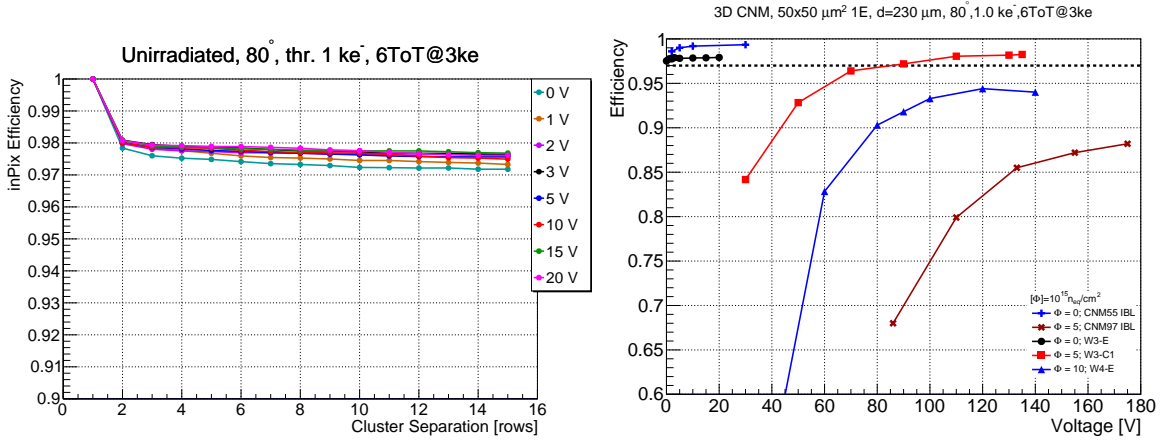 Unirradiated, 80°, thr. 1 ke⁻, 6ToT@3ke
inPix Efficiency
1
0.99
0.98
0.97
0.96
0.95
0.94
0.93
0.92
0.91
0.9
0 2 4 6 8 10 12 14 16
Cluster Separation [rows]
0 V
1 V
2 V
3 V
5 V
10 V
15 V
20 V
3D CNM, 50x50 μm² 1E, d=230 μm, 80°,1.0 ke⁻,6ToT@3ke
Efficiency
1
0.95
0.9
0.85
0.8
0.75
0.7
0.65
0.6
0 20 40 60 80 100 120 140 160 180
Voltage [V]
[Φ]=10¹⁵n_eq/cm²
Φ = 0; CNM55 IBL
Φ = 5; CNM97 IBL
Φ = 0; W3-E
Φ = 5; W3-C1
Φ = 10; W4-E